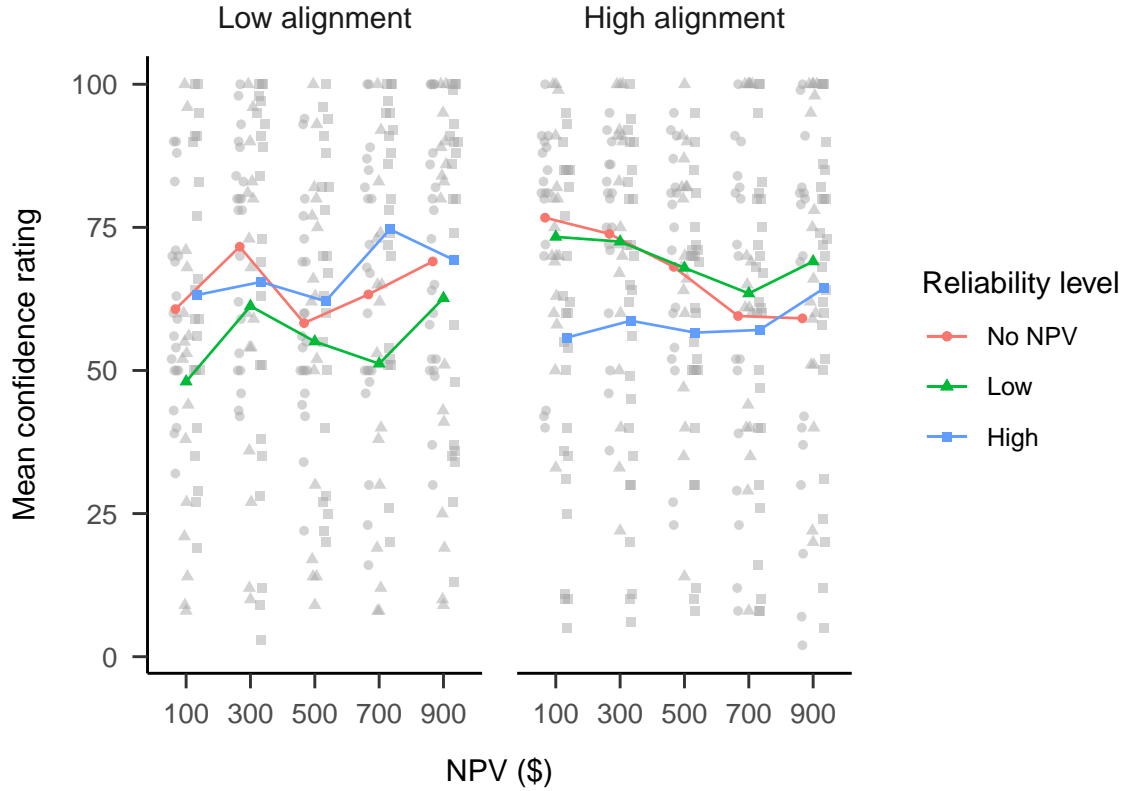 Low alignment
High alignment
Mean confidence rating
100
75
50
25
0
100 300 500 700 900
100 300 500 700 900
NPV ($)
Reliability level
No NPV
Low
High